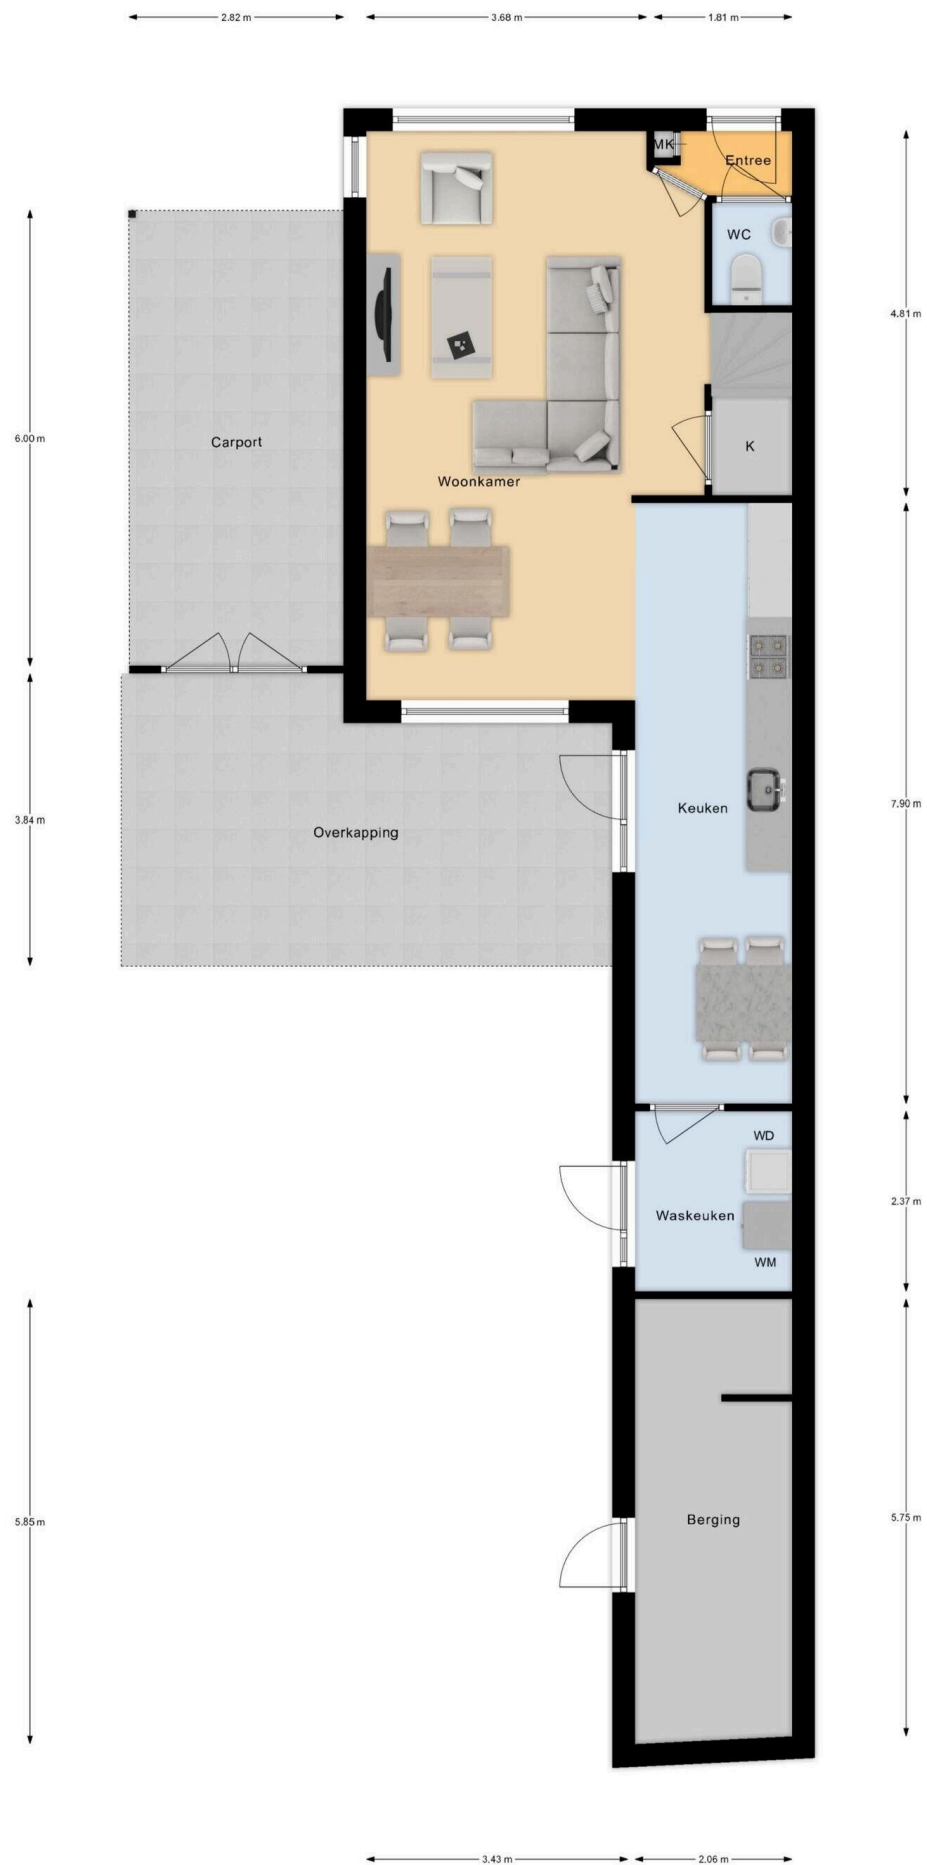 2.82 m
3.68 m
1.81 m
MK
Entree
WC
4.81 m
6.00 m
Carport
K
Woonkamer
7.90 m
Keuken
3.84 m
Overkapping
WD
2.37 m
Waskeuken
WM
5.85 m
Berging
5.75 m
3.43 m
2.06 m